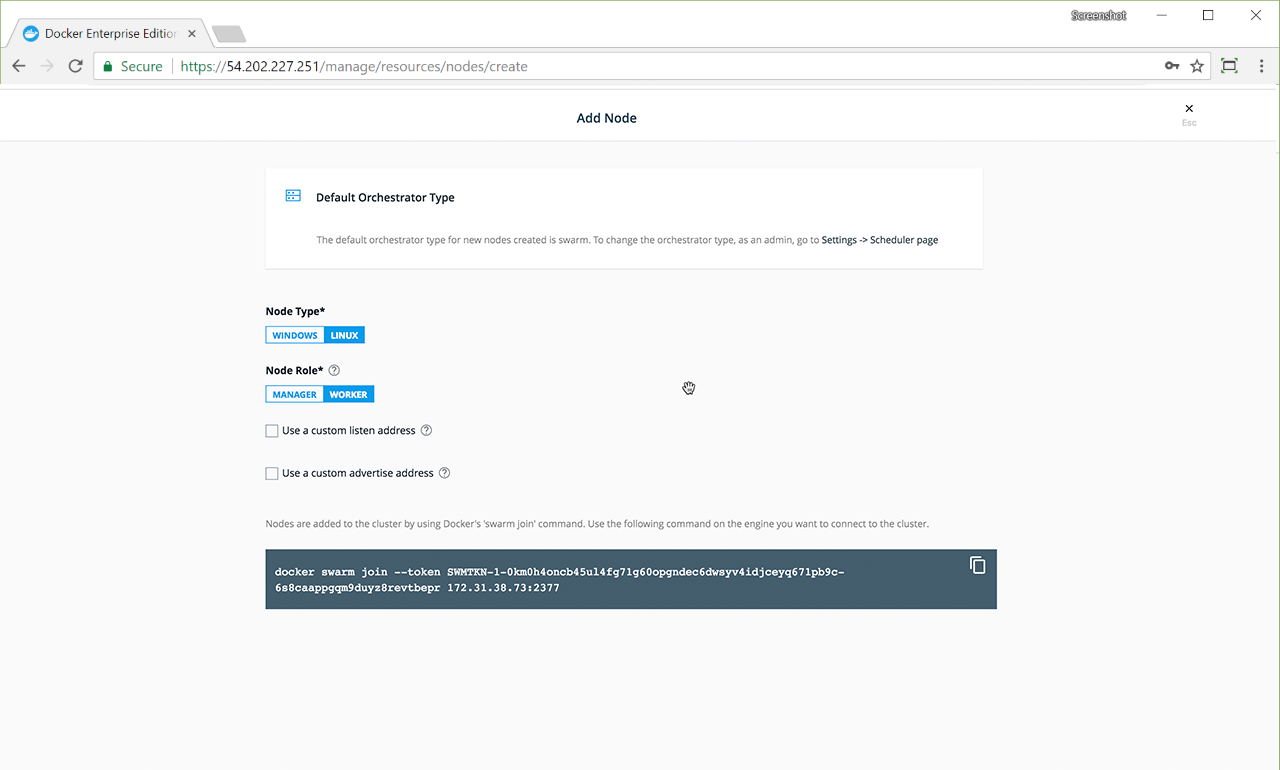 Screenshot
Docker Enterprise Edition
Secure https://54.202.227.251/manage/resources/nodes/create
Add Node
Esc
Default Orchestrator Type
The default orchestrator type for new nodes created is swarm. To change the orchestrator type, as an admin, go to Settings -> Scheduler page
Node Type*
WINDOWS LINUX
Node Role*
MANAGER WORKER
Use a custom listen address
Use a custom advertise address
Nodes are added to the cluster by using Docker's 'swarm join' command. Use the following command on the engine you want to connect to the cluster.
docker swarm join --token SWMTKN-1-0km0h4oncb45ul4fg71g60opgndec6dwsyv4idjceyq671pb9c-
6s8caappgqm9duyz8revtbepr 172.31.38.73:2377